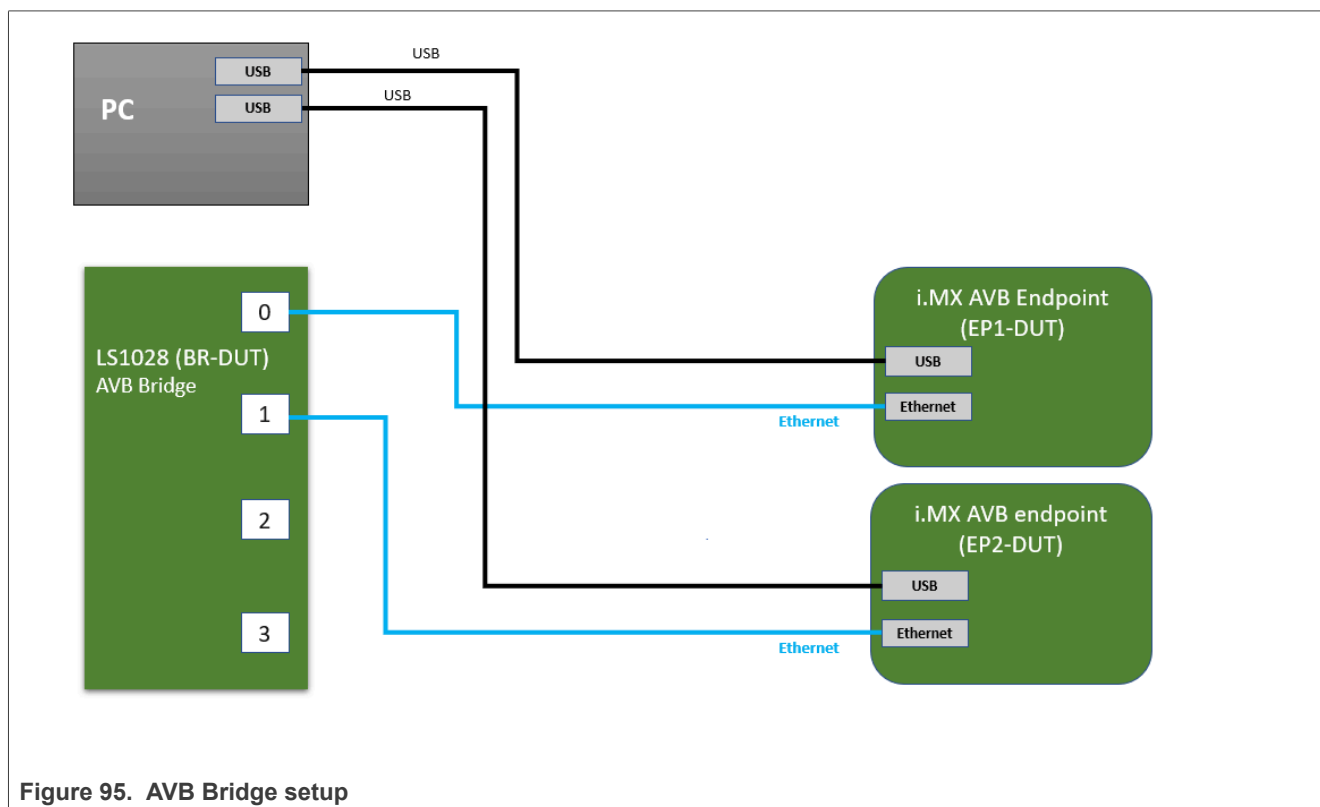 USB
USB
PC
USB
USB
0
LS1028 (BR-DUT)
AVB Bridge
1
2
3
i.MX AVB Endpoint
(EP1-DUT)
USB
Ethernet
Ethernet
i.MX AVB endpoint
(EP2-DUT)
USB
Ethernet
Ethernet
Figure 95. AVB Bridge setup